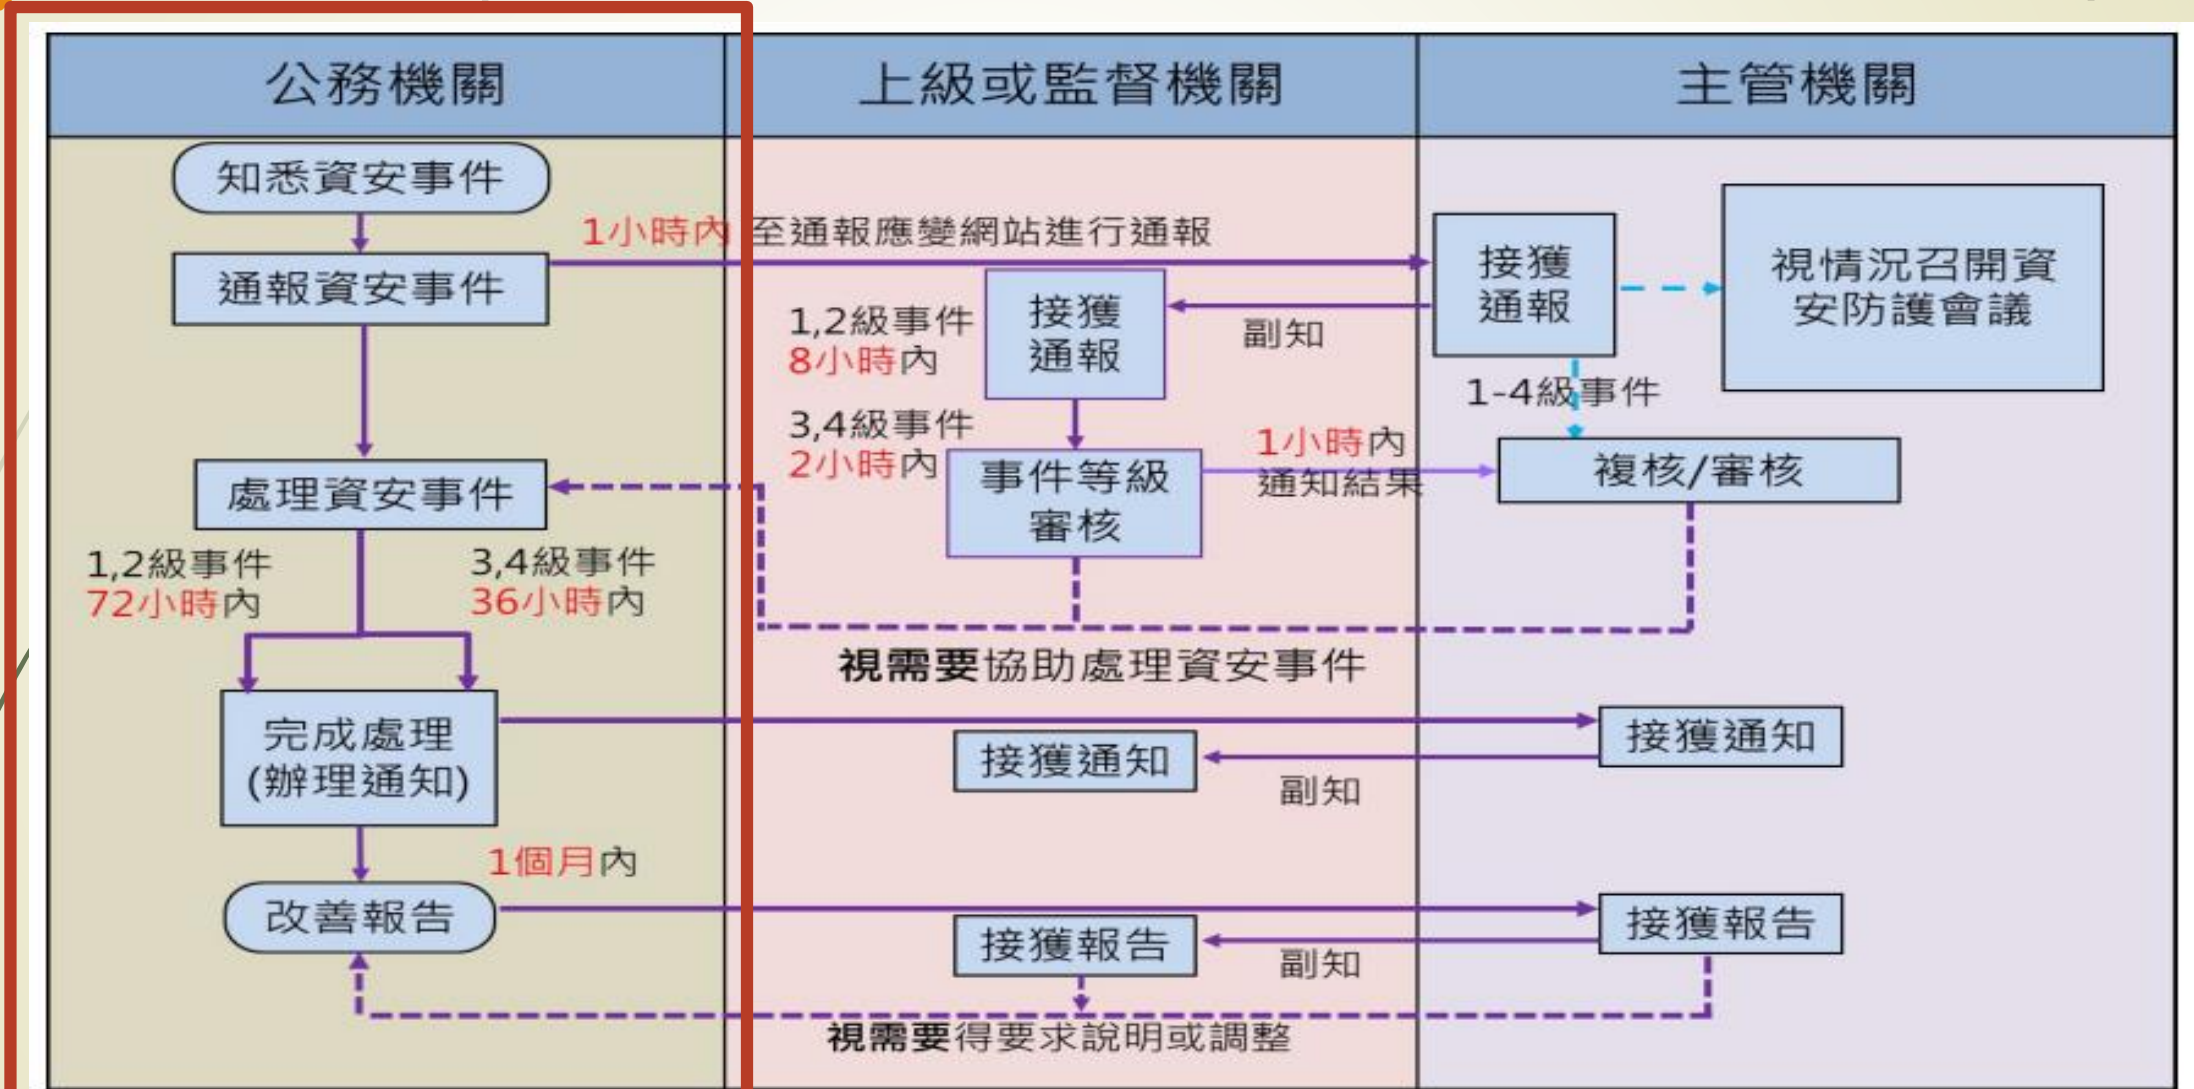 公務機關
上級或監督機關
主管機關
知悉資安事件
1小時內 至通報應變網站進行通報
通報資安事件
接獲
通報
視情況召開資
安防護會議
1,2級事件
8小時內
接獲
通報
副知
1-4級事件
3,4級事件
2小時內
1小時內
通知結果
處理資安事件
事件等級
審核
複核/審核
1,2級事件
72小時內
3,4級事件
36小時內
視需要協助處理資安事件
完成處理
(辦理通知)
接獲通知
接獲通知
副知
1個月內
改善報告
接獲報告
接獲報告
副知
視需要得要求說明或調整